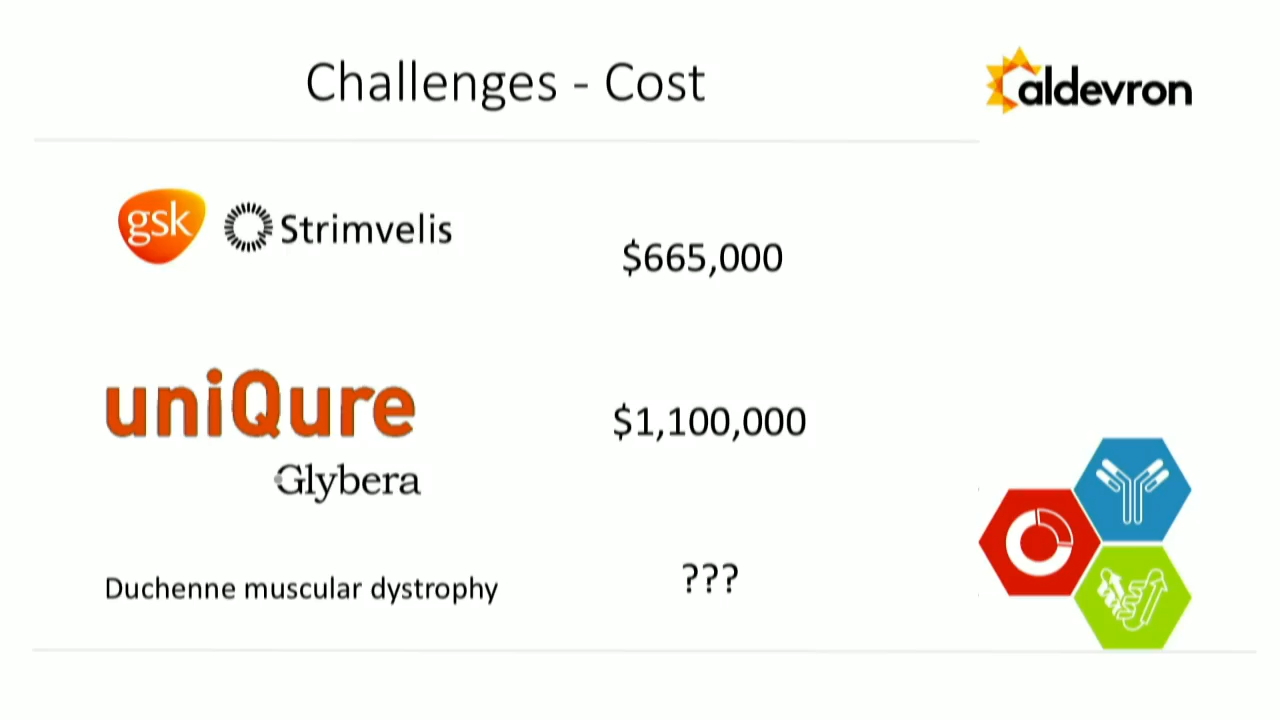 Challenges - Cost
aldevron
gsk Strimvelis
$665,000
uniQure
$1,100,000
Glybera
Duchenne muscular dystrophy
???